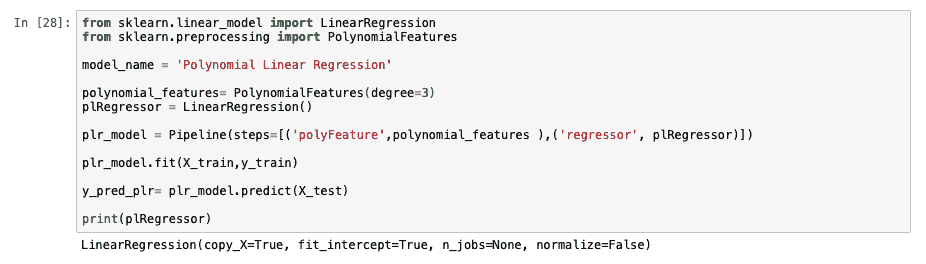 In [28]: from sklearn.linear_model import LinearRegression
from sklearn.preprocessing import PolynomialFeatures
model_name = 'Polynomial Linear Regression'
polynomial_features= PolynomialFeatures(degree=3)
plRegressor = LinearRegression()
plr_model = Pipeline(steps=[('polyFeature',polynomial_features ),('regressor', plRegressor)])
plr_model.fit(X_train,y_train)
y_pred_plr= plr_model.predict(X_test)
print(plRegressor)
LinearRegression(copy_X=True, fit_intercept=True, n_jobs=None, normalize=False)